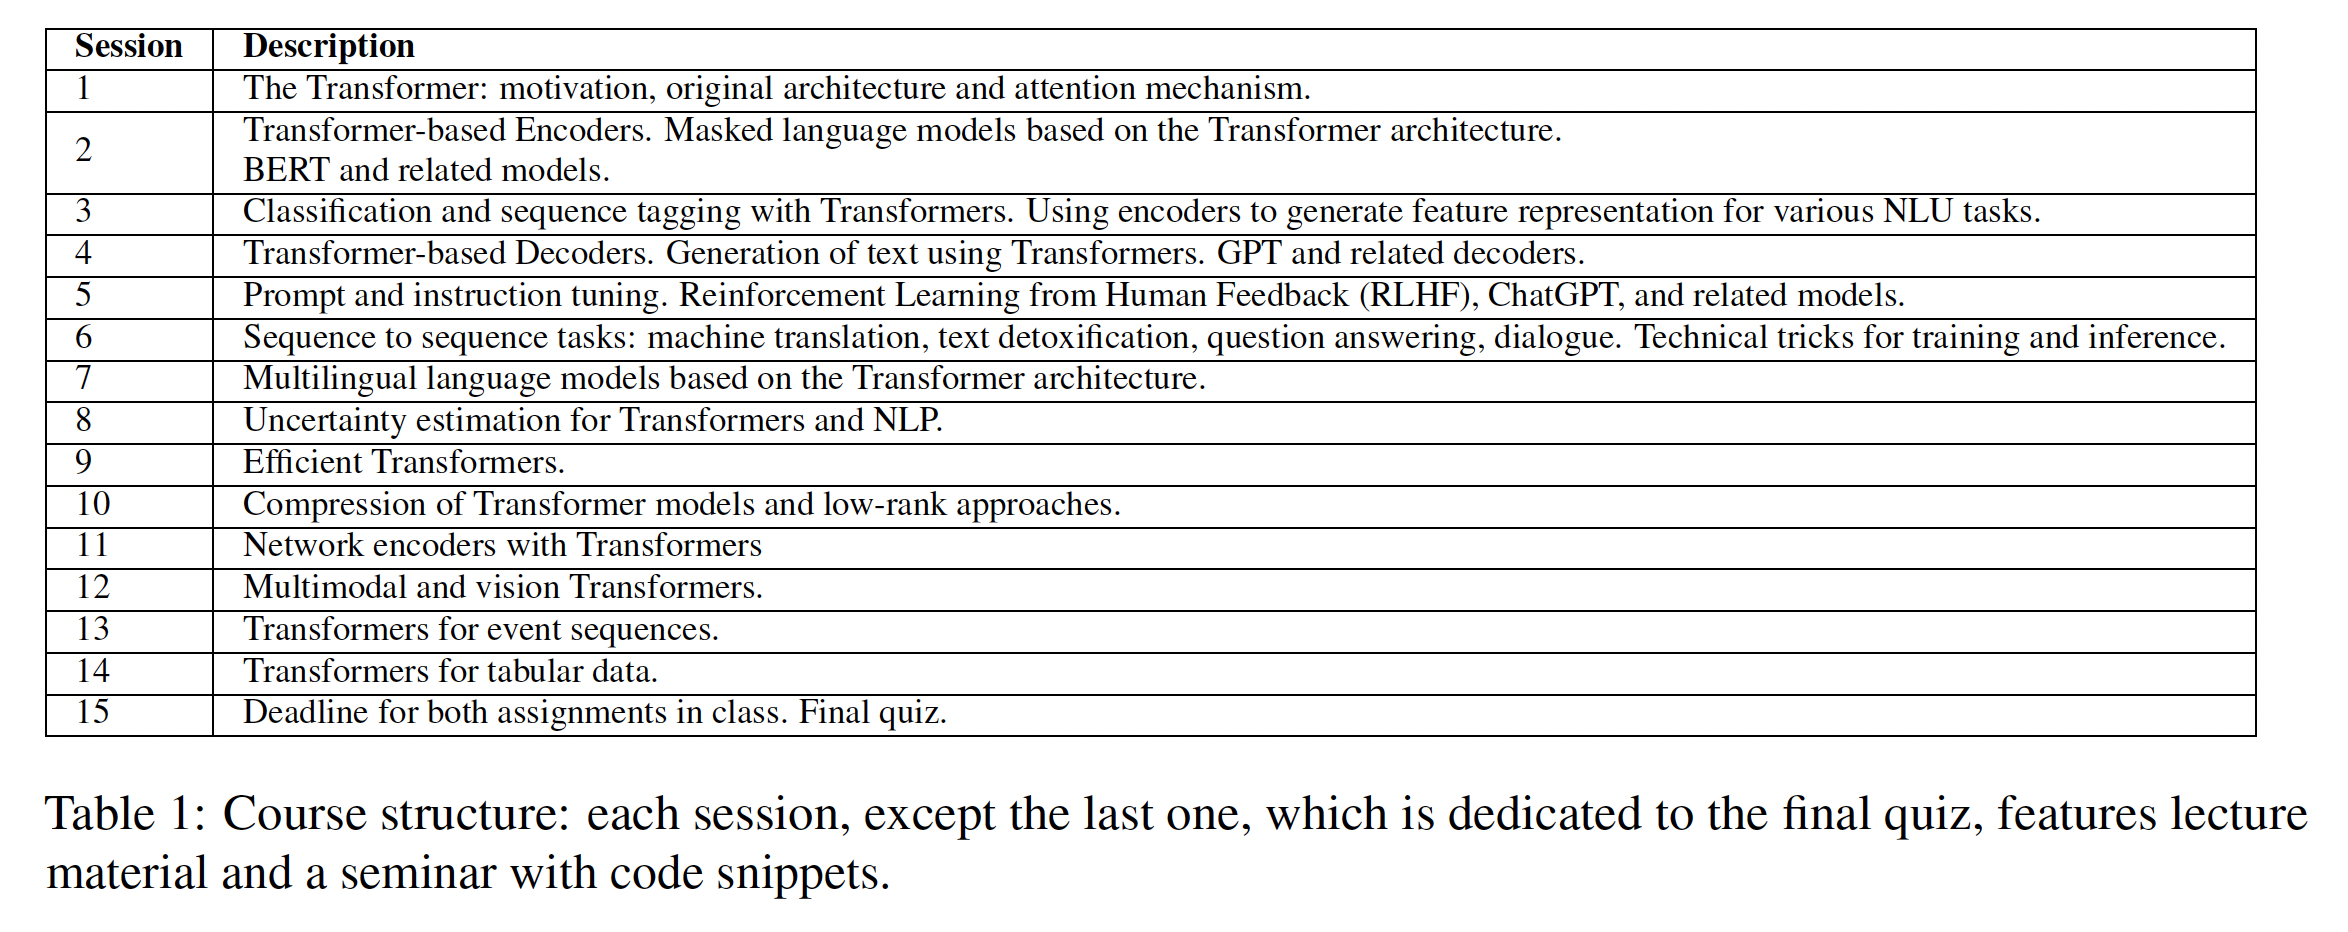 Session Description
1 The Transformer: motivation, original architecture and attention mechanism.
2 Transformer-based Encoders. Masked language models based on the Transformer architecture.
BERT and related models.
3 Classification and sequence tagging with Transformers. Using encoders to generate feature representation for various NLU tasks.
4 Transformer-based Decoders. Generation of text using Transformers. GPT and related decoders.
5 Prompt and instruction tuning. Reinforcement Learning from Human Feedback (RLHF), ChatGPT, and related models.
6 Sequence to sequence tasks: machine translation, text detoxification, question answering, dialogue. Technical tricks for training and inference.
7 Multilingual language models based on the Transformer architecture.
8 Uncertainty estimation for Transformers and NLP.
9 Efficient Transformers.
10 Compression of Transformer models and low-rank approaches.
11 Network encoders with Transformers
12 Multimodal and vision Transformers.
13 Transformers for event sequences.
14 Transformers for tabular data.
15 Deadline for both assignments in class. Final quiz.
Table 1: Course structure: each session, except the last one, which is dedicated to the final quiz, features lecture
material and a seminar with code snippets.